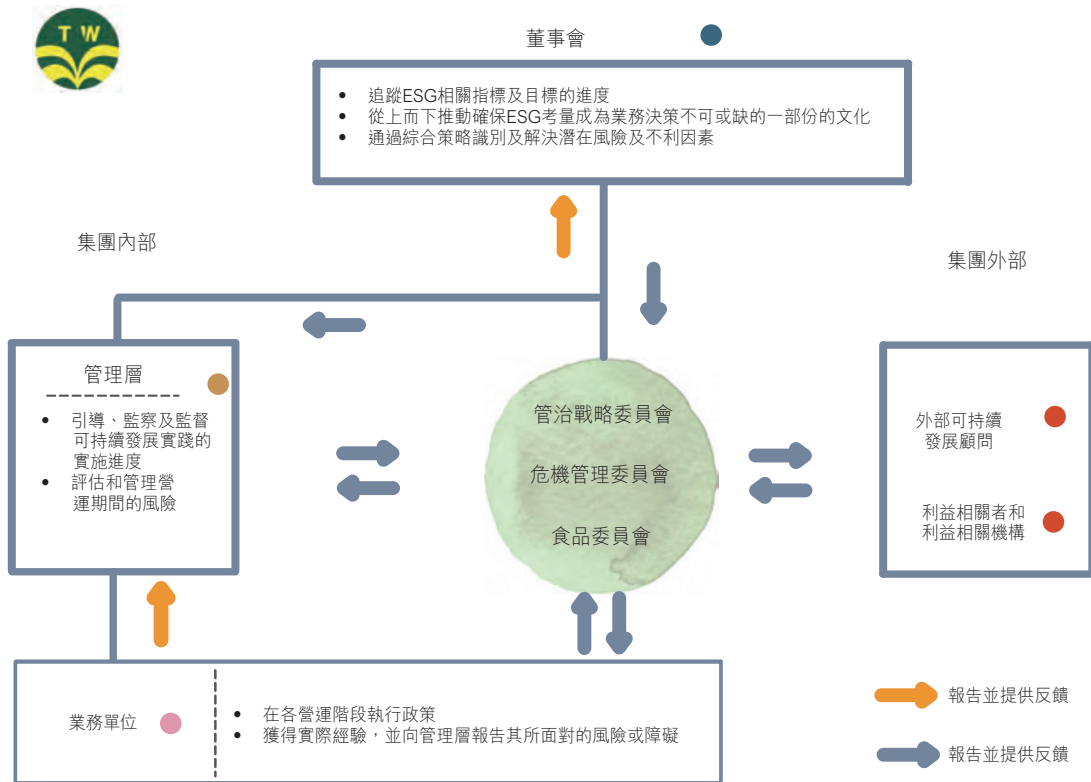 TW
董事會
• 追蹤ESG相關指標及目標的進度
• 從上而下推動確保ESG考量成為業務決策不可或缺的一部份的文化
• 通過綜合策略識別及解決潛在風險及不利因素
集團內部
集團外部
管理層
• 引導、監察及監督
可持續發展實踐的
實施進度
• 評估和管理營
運期間的風險
管治戰略委員會
危機管理委員會
食品委員會
外部可持續
發展顧問
利益相關者和
利益相關機構
業務單位
• 在各營運階段執行政策
• 獲得實際經驗，並向管理層報告其所面對的風險或障礙
報告並提供反饋
報告並提供反饋